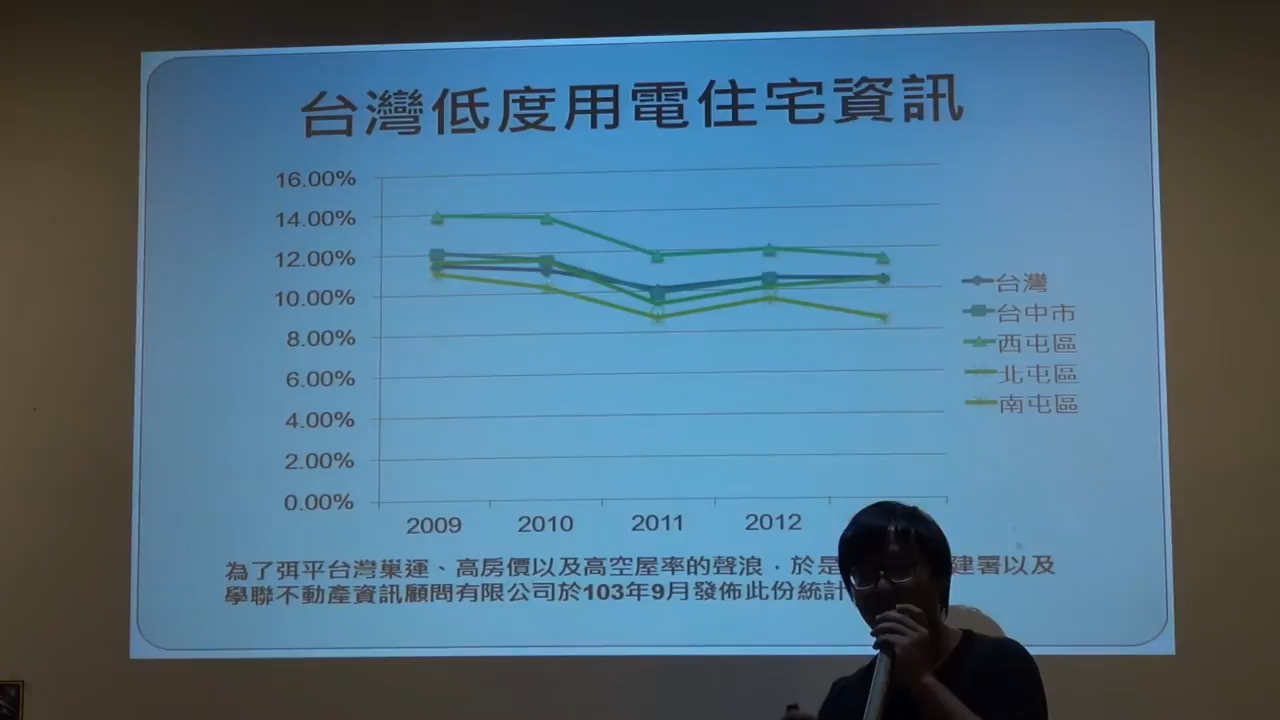 台灣低度用電住宅資訊
16.00%
14.00%
12.00%
10.00%
8.00%
6.00%
4.00%
2.00%
0.00%
2009
2010
2011
2012
台灣
台中市
西屯區
北屯區
南屯區
為了弭平台灣巢運、高房價以及高空屋率的聲浪，於是 建署以及
學聯不動產資訊顧問有限公司於103年9月發佈此份統計